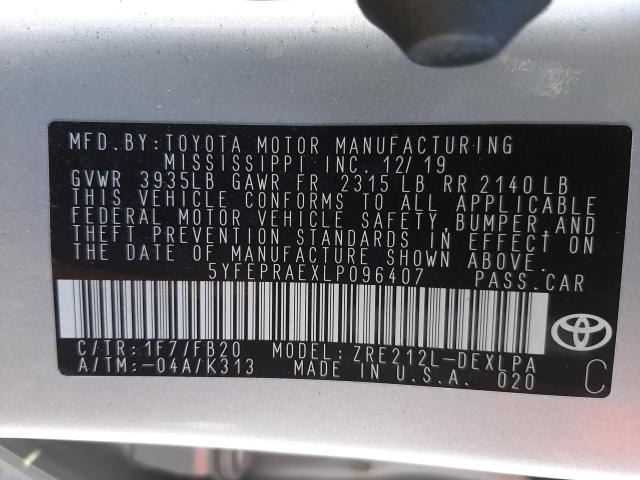 MFD. BY: TOYOTA MOTOR MANUFACTURING
MISSISSIPPI INC. 12/19
GVWR 3935LB GAWR FR 2315 LB RR 2140 LB
THIS VEHICLE CONFORMS TO ALL APPLICABLE
FEDERAL MOTOR VEHICLE SAFETY, BUMPER, AND
THEFT PREVENTION STANDARDS IN EFFECT ON
THE DATE OF MANUFACTURE SHOWN ABOVE.
5YFEPRAEXLP096407 PASS. CAR
C/TR: 1F7/FB20 MODEL: ZRE212L-DEXLPA
A/TM: -04A/K313 MADE IN U.S.A. 020
C